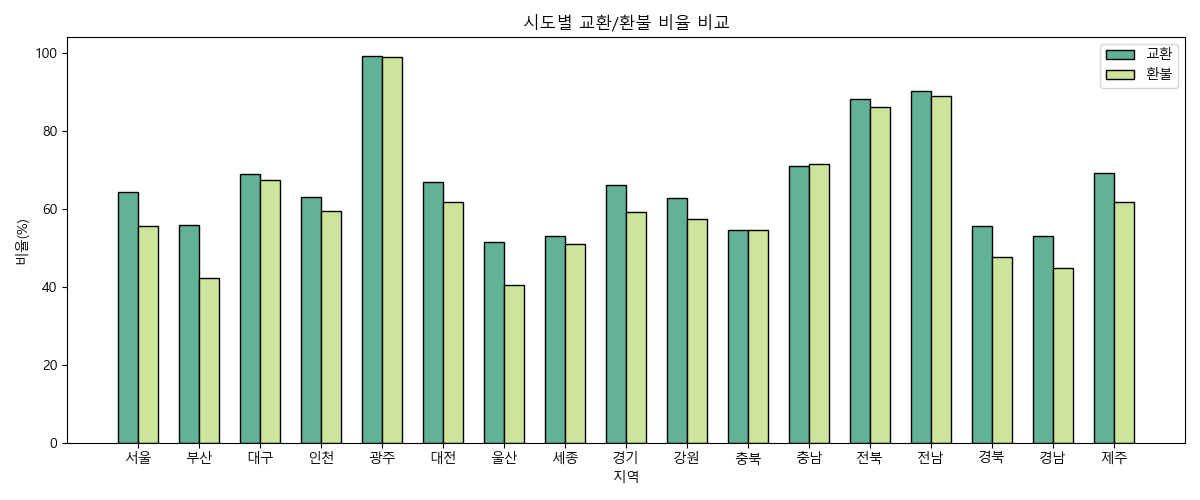 시도별 교환/환불 비율 비교
교환
환불
비율(%)
100
80
60
40
20
0
서울 부산 대구 인천 광주 대전 울산 세종 경기 강원 충북 충남 전북 전남 경북 경남 제주
지역